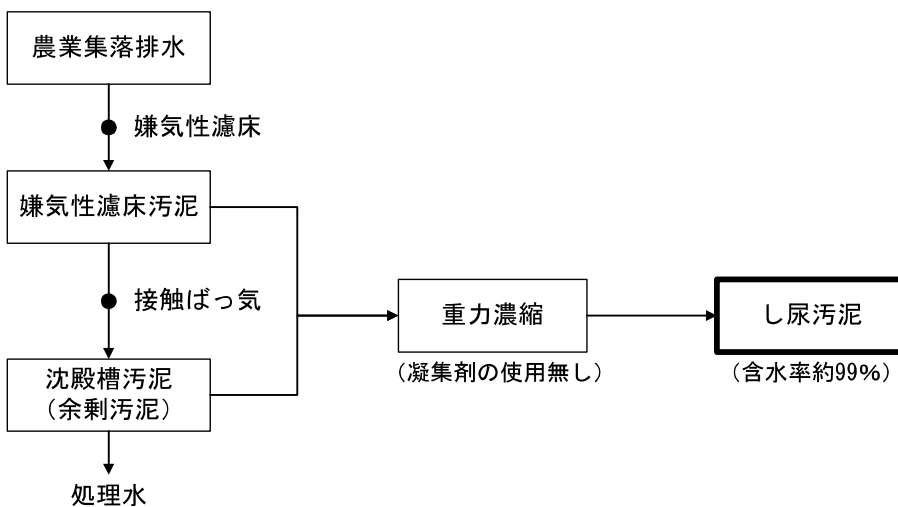 農業集落排水
嫌気性濾床
嫌気性濾床汚泥
接触ばっ気
重力濃縮
し尿汚泥
(凝集剤の使用無し)
(含水率約99%)
沈殿槽汚泥
(余剰汚泥)
処理水